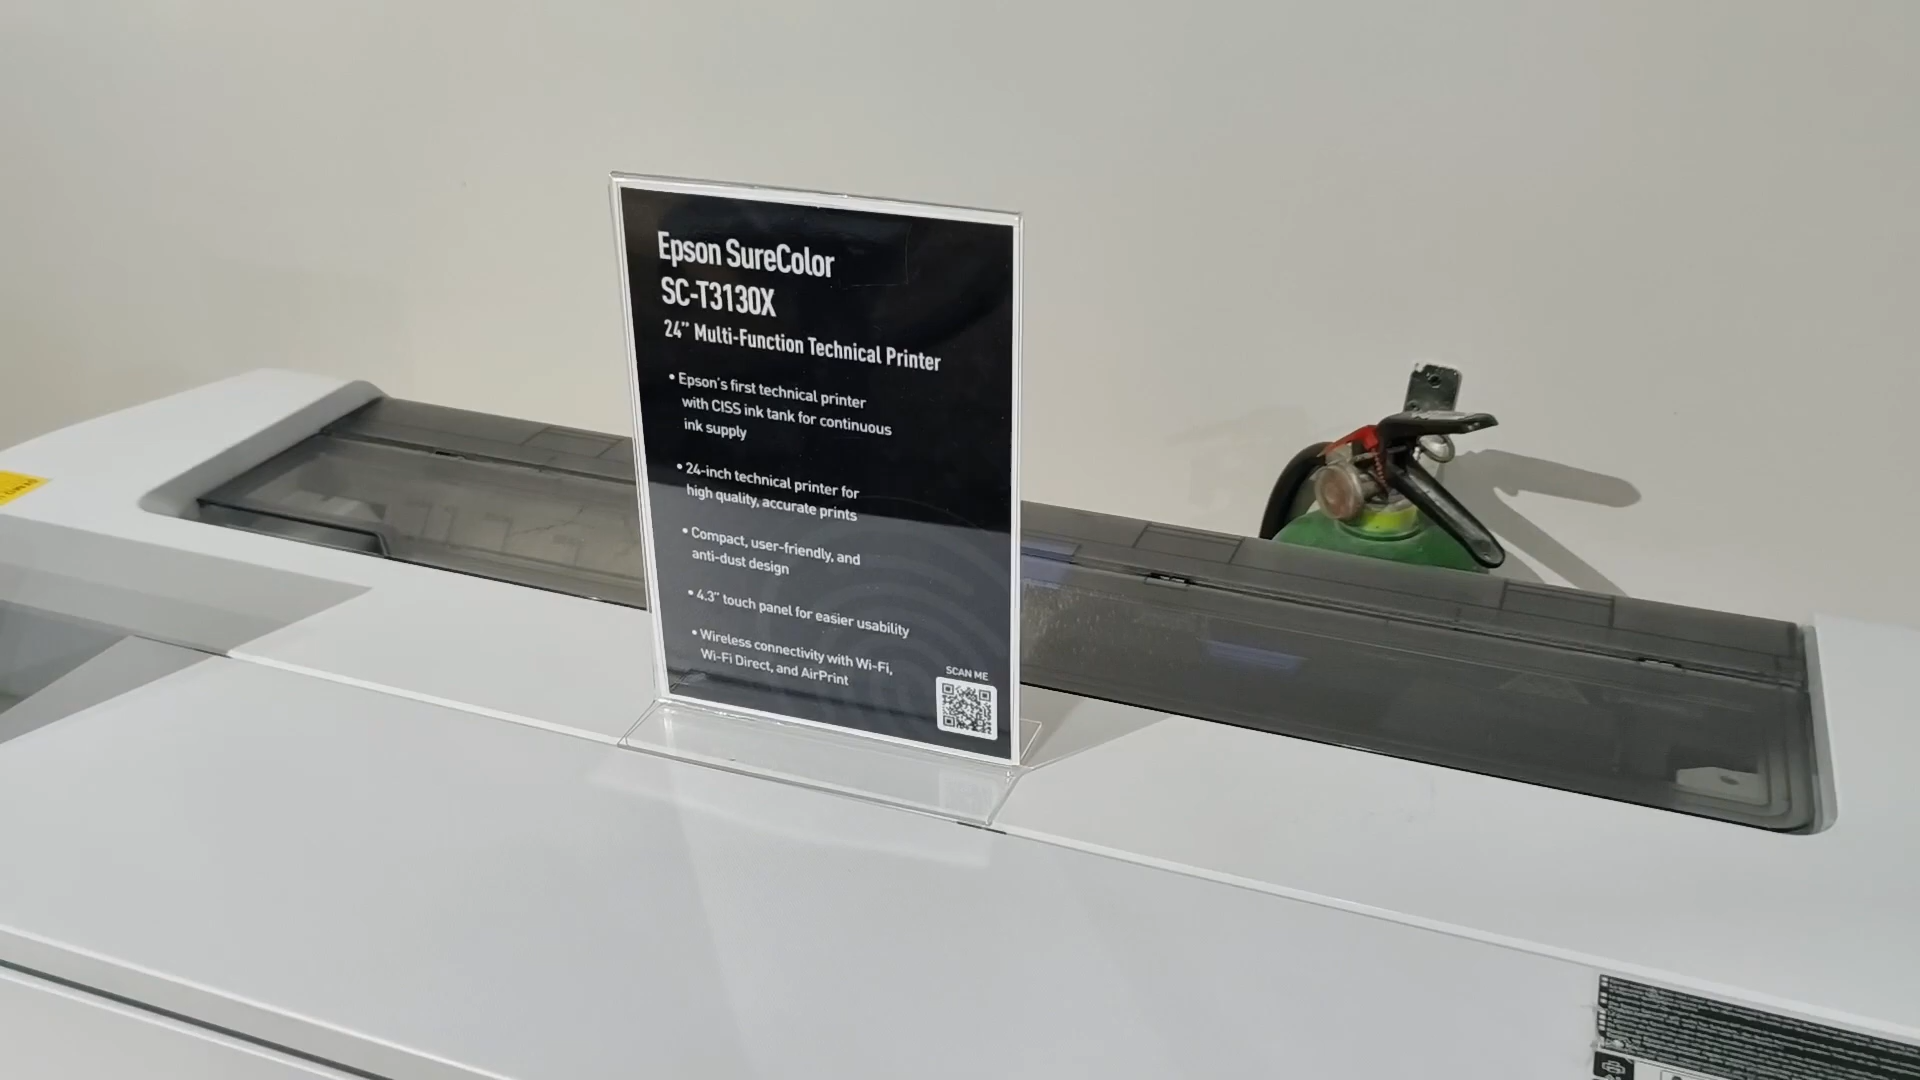 Epson SureColor
SC-T3130X
24” Multi-Function Technical Printer
• Epson's first technical printer
with CISS ink tank for continuous
ink supply
• 24-inch technical printer for
high quality, accurate prints
• Compact, user-friendly, and
anti-dust design
• 4.3” touch panel for easier usability
• Wireless connectivity with Wi-Fi,
Wi-Fi Direct, and AirPrint
SCAN ME